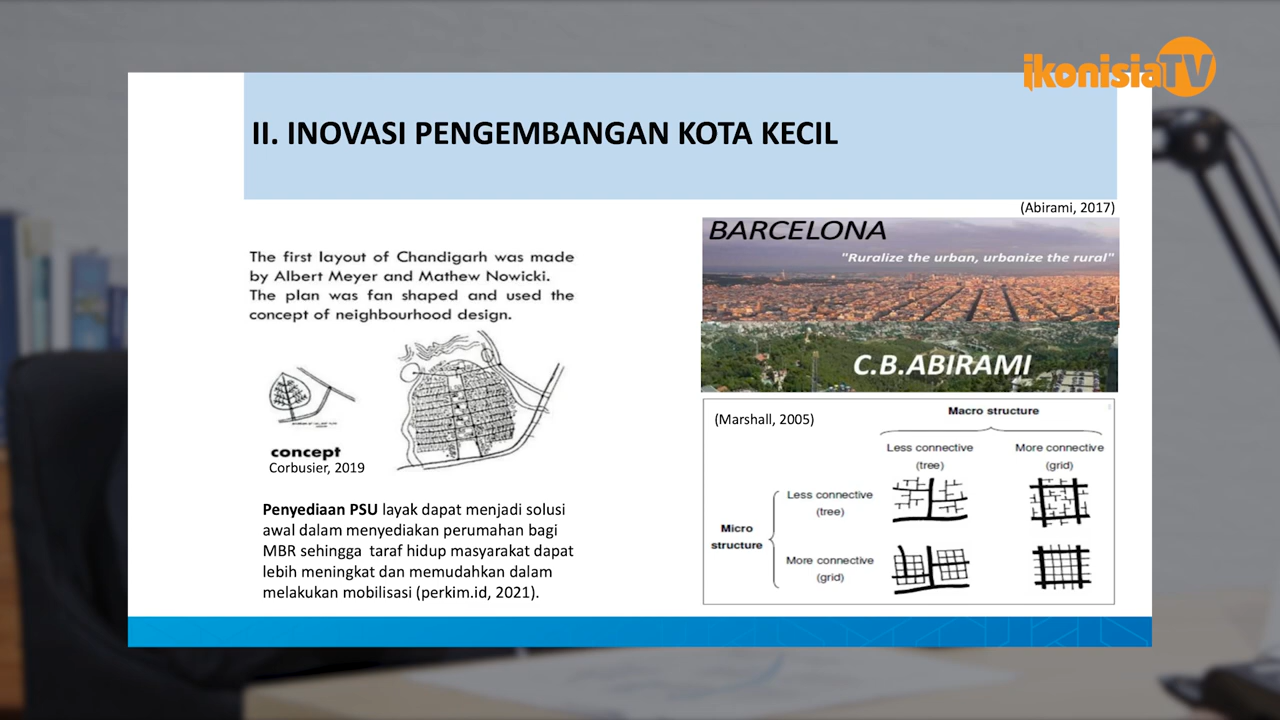 ikonisiaTV
II. INOVASI PENGEMBANGAN KOTA KECIL
(Abirami, 2017)
The first layout of Chandigarh was made
by Albert Meyer and Mathew Nowicki.
The plan was fan shaped and used the
concept of neighbourhood design.
concept
Corbusier, 2019
Penyediaan PSU layak dapat menjadi solusi
awal dalam menyediakan perumahan bagi
MBR sehingga taraf hidup masyarakat dapat
lebih meningkat dan memudahkan dalam
melakukan mobilisasi (perkim.id, 2021).
BARCELONA
"Ruralize the urban, urbanize the rural"
C.B.ABIRAMI
(Marshall, 2005)
Macro structure
Less connective
(tree)
More connective
(grid)
Micro
structure
Less connective
(tree)
More connective
(grid)